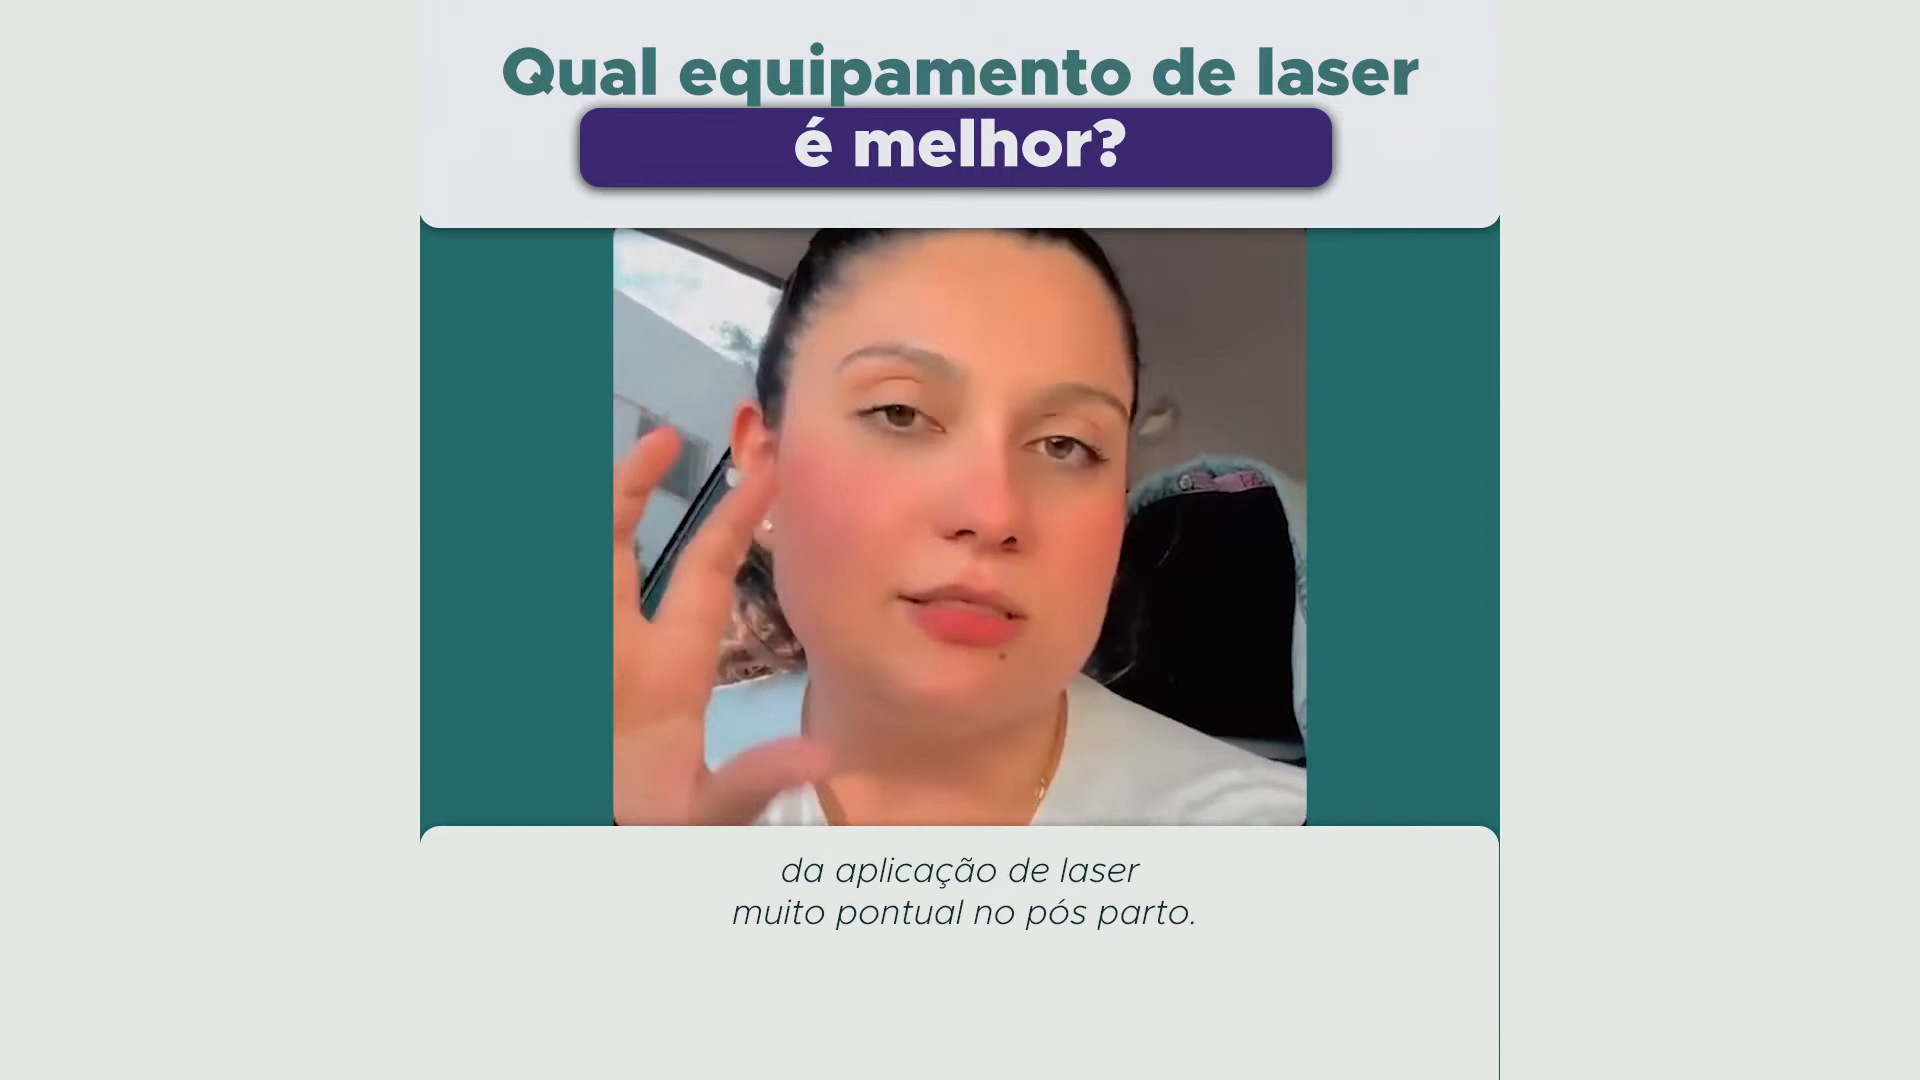 Qual equipamento de laser
é melhor?
da aplicação de laser
muito pontual no pós parto.